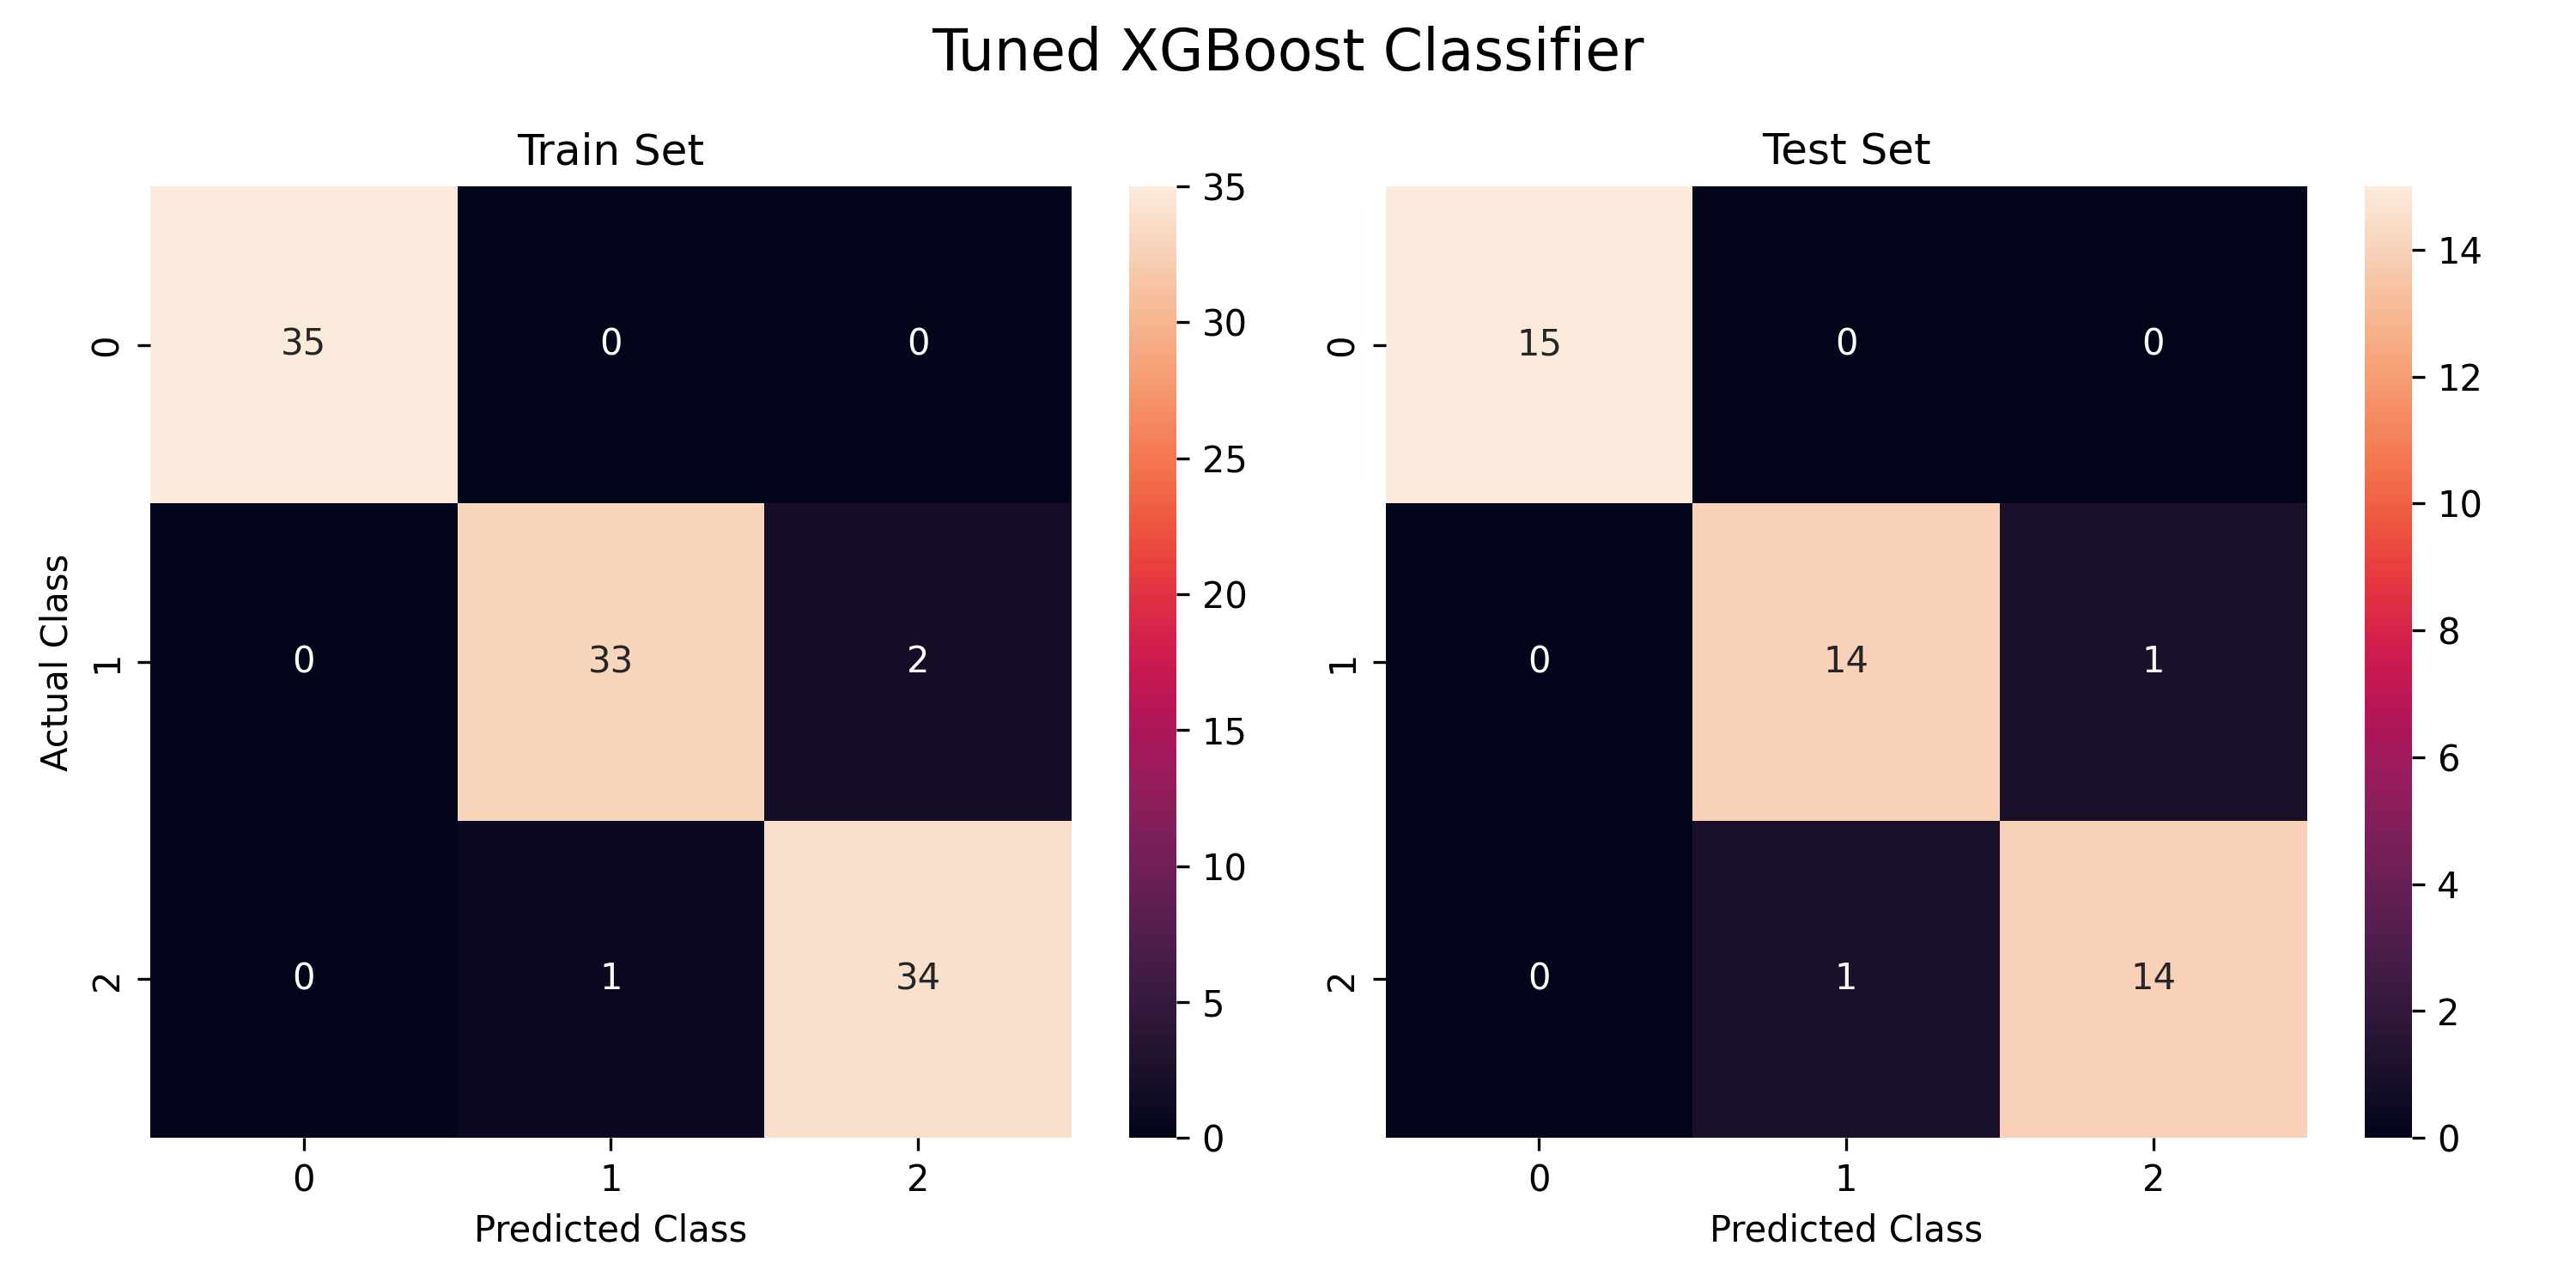 Tuned XGBoost Classifier
Train Set
Actual Class
0
35 0 0
1
0 33 2
2
0 1 34
0 1 2
Predicted Class
35
30
25
20
15
10
5
0
Test Set
0
15 0 0
1
0 14 1
2
0 1 14
0 1 2
Predicted Class
14
12
10
8
6
4
2
0